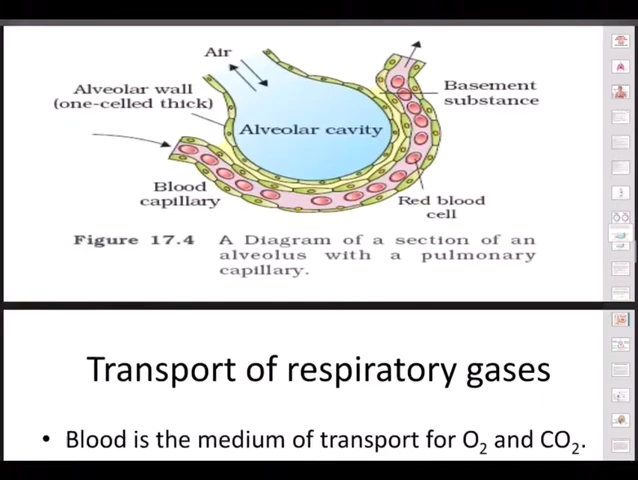 Air
Alveolar wall
(one-celled thick)
Basement
substance
Alveolar cavity
Blood
capillary
Red blood
cell
Figure 17.4 A Diagram of a section of an
alveolus with a pulmonary
capillary.
Transport of respiratory gases
• Blood is the medium of transport for O₂ and CO₂.